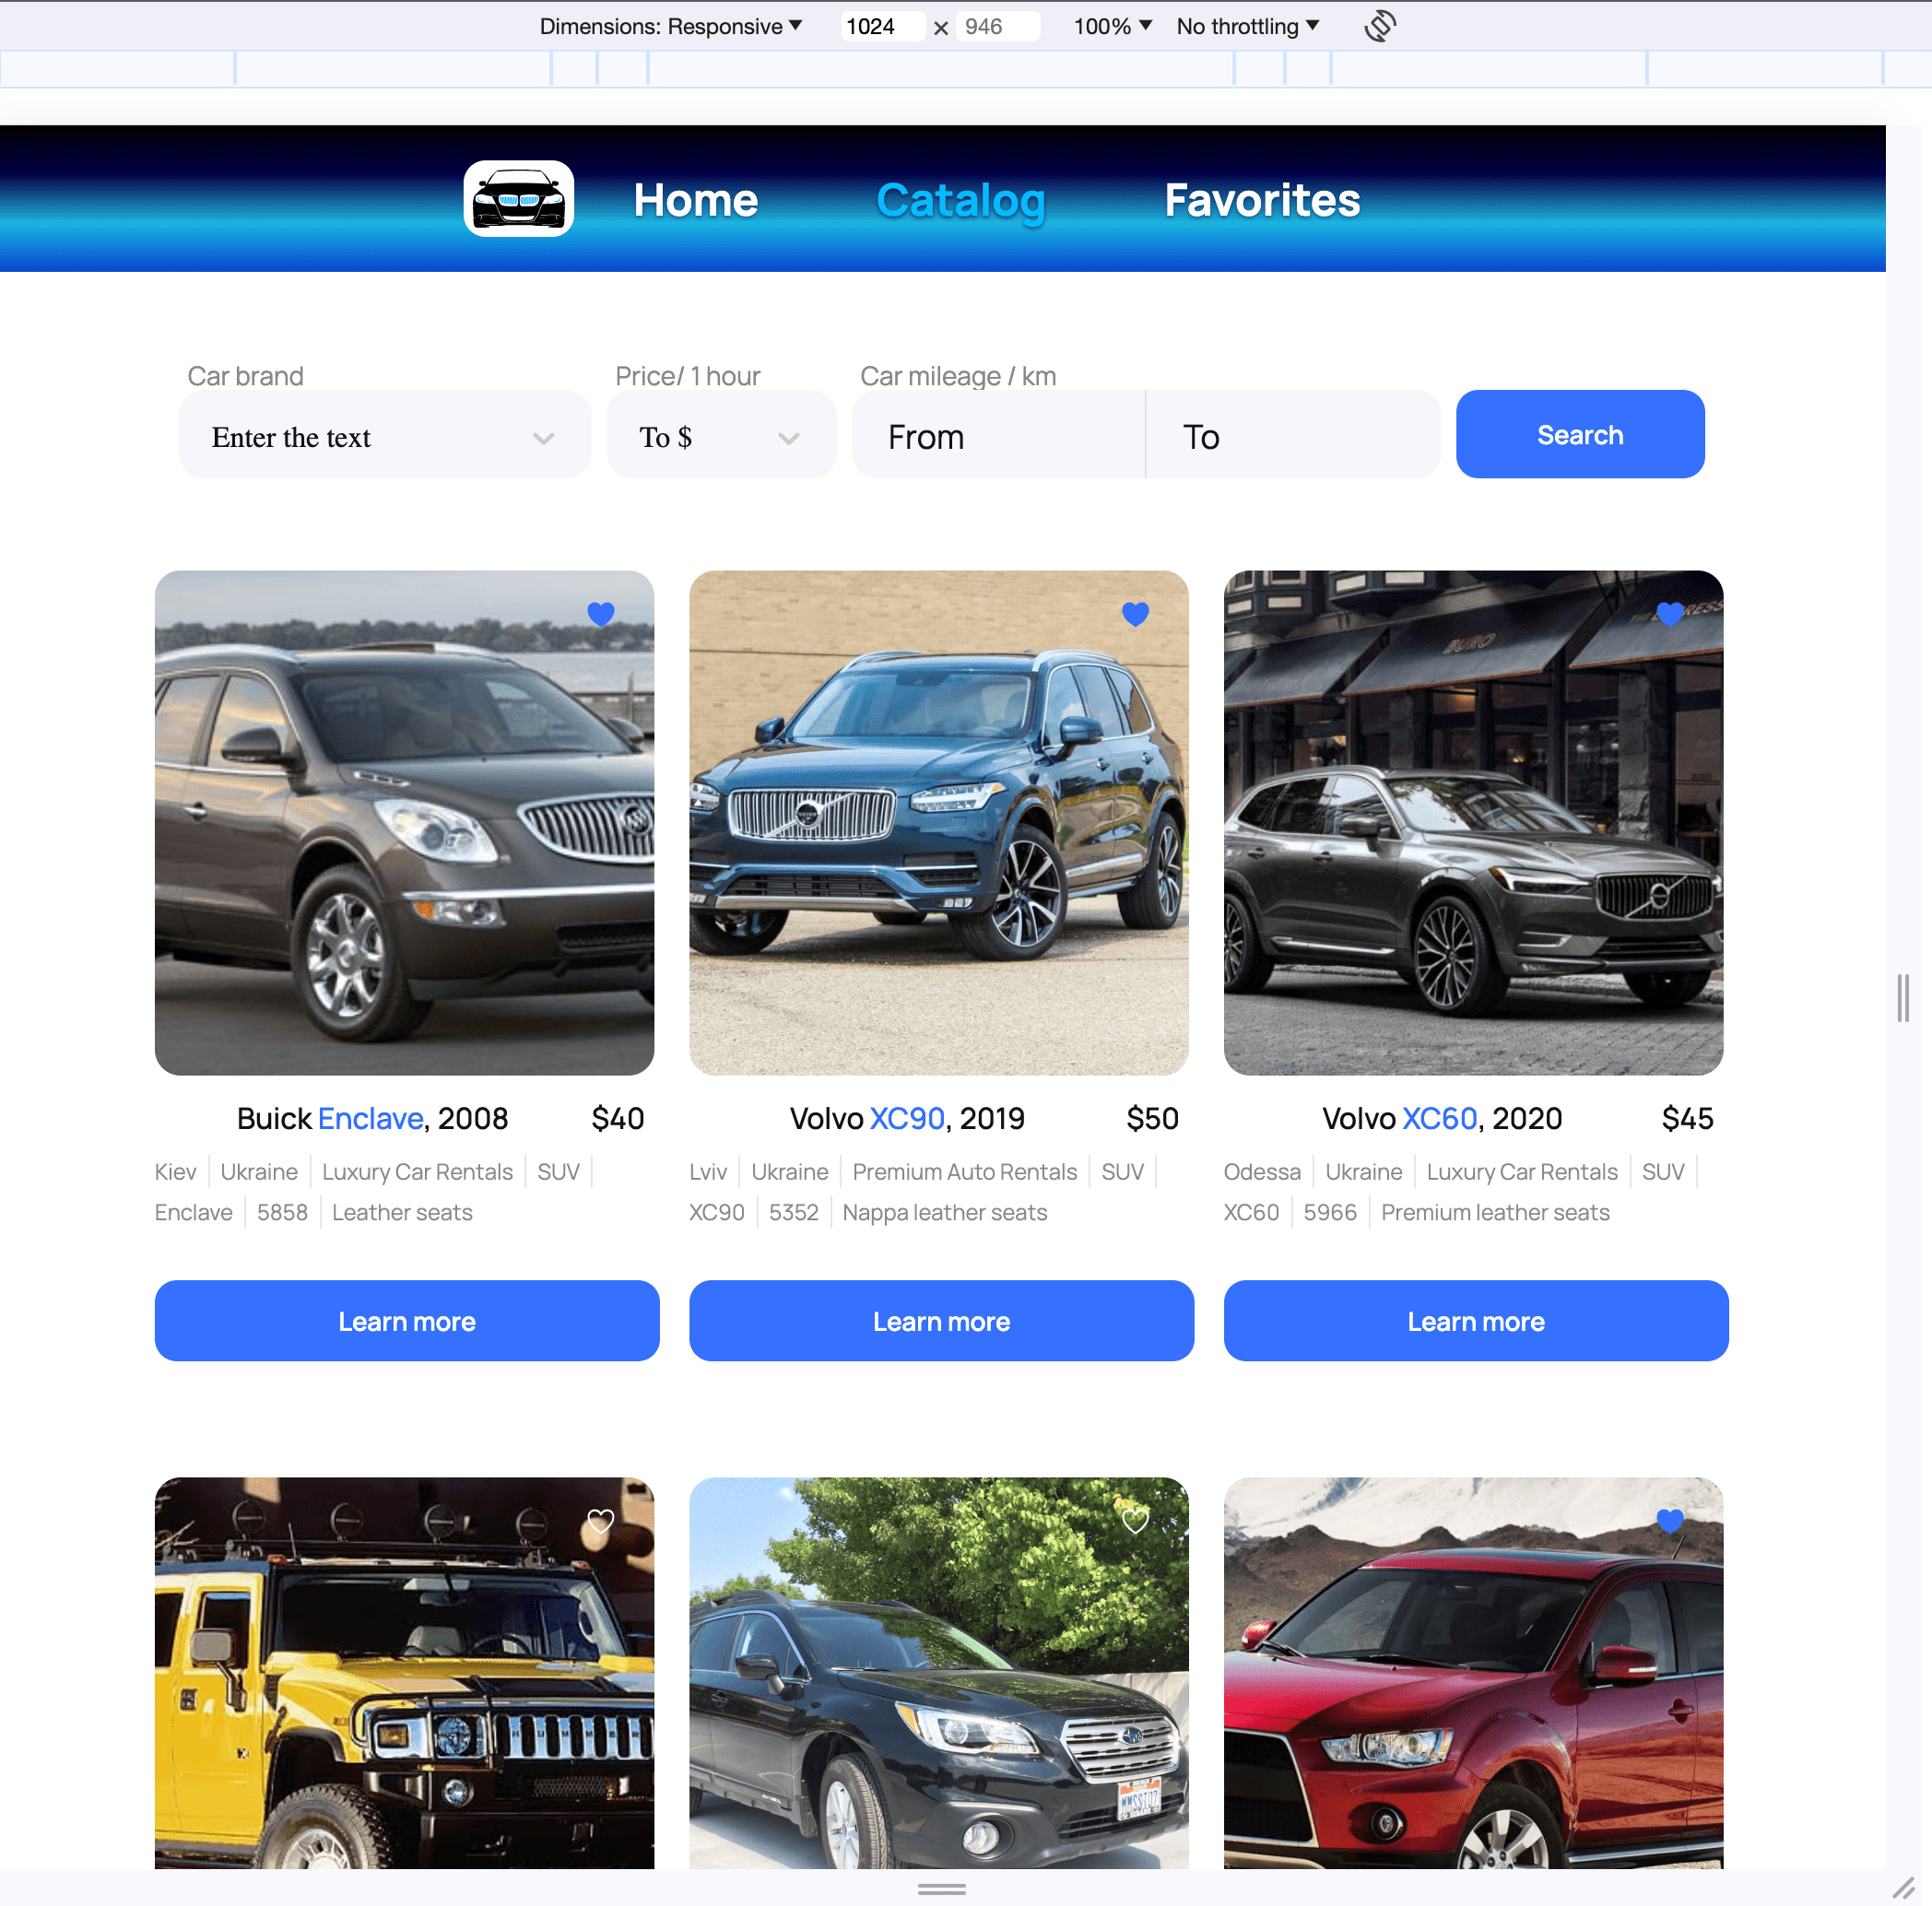 Dimensions: Responsive 1024 × 946 100% No throttling
Home Catalog Favorites
Car brand Price/ 1 hour Car mileage / km
Enter the text To $ From To Search
BURO
Buick Enclave, 2008 $40
Kiev Ukraine Luxury Car Rentals SUV
Enclave 5858 Leather seats
Learn more
Volvo XC90, 2019 $50
Lviv Ukraine Premium Auto Rentals SUV
XC90 5352 Nappa leather seats
Learn more
Volvo XC60, 2020 $45
Odessa Ukraine Luxury Car Rentals SUV
XC60 5966 Premium leather seats
Learn more
HUMMER